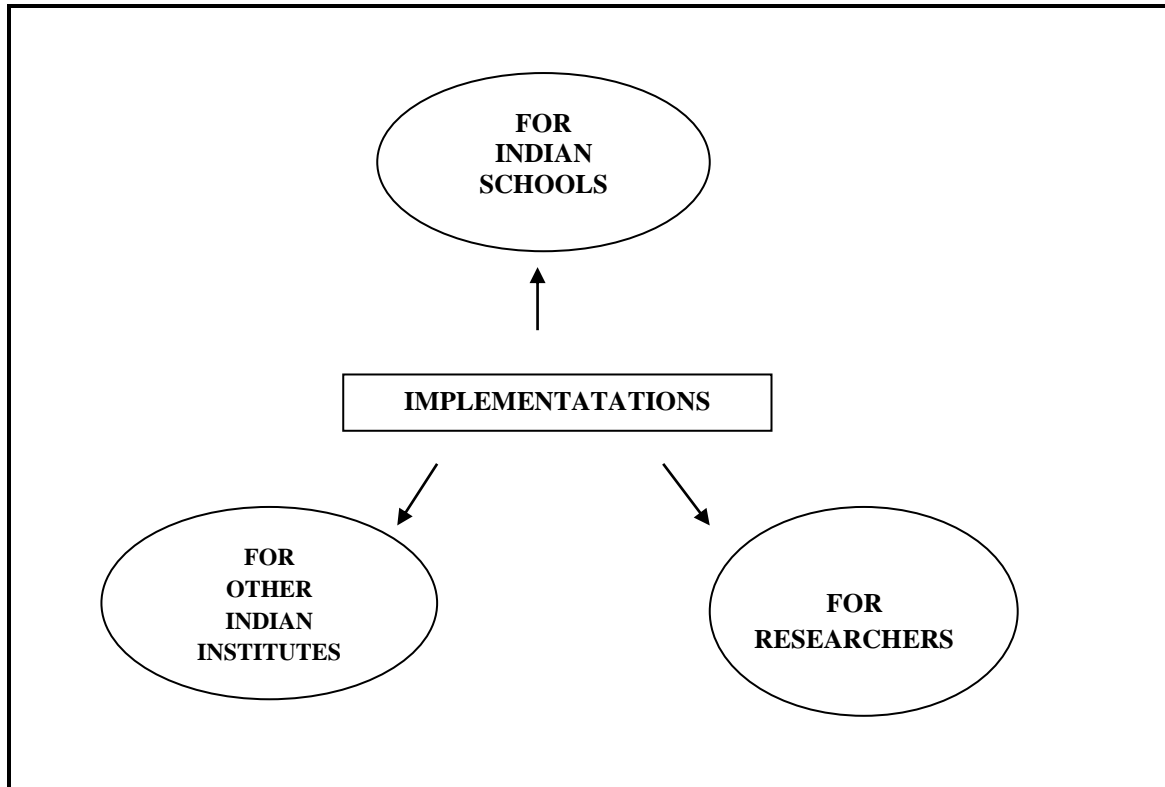 FOR
INDIAN
SCHOOLS
IMPLEMENTATATIONS
FOR
OTHER
INDIAN
INSTITUTES
FOR
RESEARCHERS